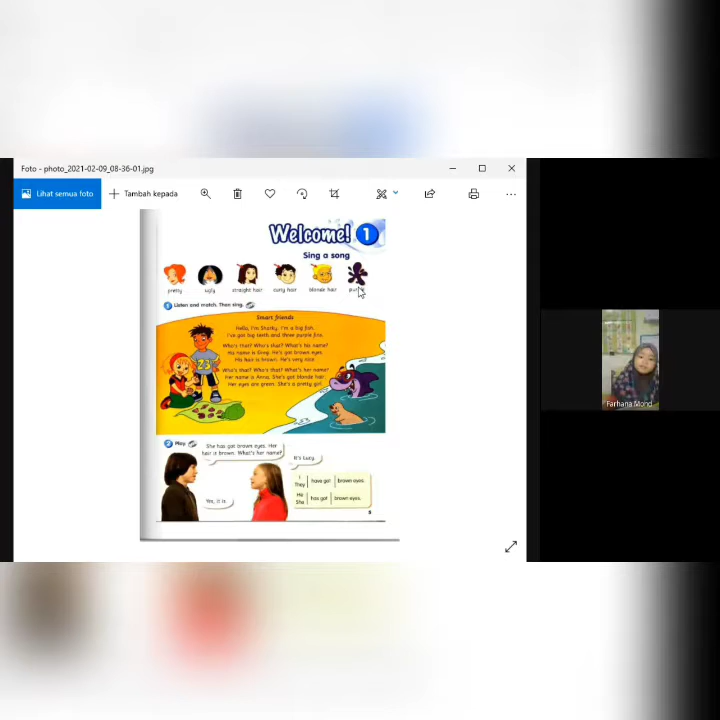 Foto - photo_2021-02-09_08-36-01.jpg
Lihat semua foto
Tambah kepada
Welcome! 1
Sing a song
pretty
ugly
straight hair
curly hair
blonde hair
1 Listen and match. Then sing.
Smart friends
Hello, I'm Sharky, I'm a big fish,
I've got big teeth and three purple fins.
Who's that? Who's that? What's his name?
His name is Greg. He's got brown eyes.
His hair is brown. He's very nice.
Who's that? Who's that? What's her name?
Her name is Anna, She's got blonde hair.
Her eyes are green. She's a pretty girl.
23
2 Play.
She has got brown eyes. Her
hair is brown. What's her name?
It's Lucy.
Yes, it is.
I
They
have got
brown eyes.
He
She
has got
brown eyes.
5
Farhana Mohd